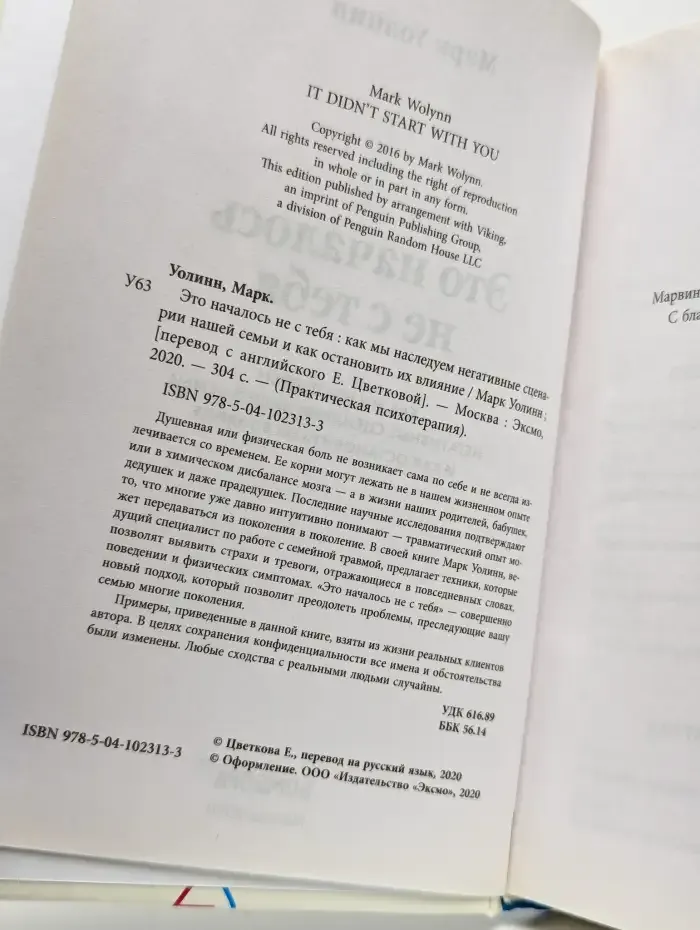 Mark Wolynn
IT DIDN'T START WITH YOU
Copyright © 2016 by Mark Wolynn.
All rights reserved including the right of reproduction
in whole or in part in any form.
This edition published by arrangement with Viking,
an imprint of Penguin Publishing Group,
a division of Penguin Random House LLC
Уолинн, Марк.
У63
Это началось не с тебя : как мы наследуем негативные сцена-
рии нашей семьи и как остановить их влияние / Марк Уолинн ;
[перевод с английского Е. Цветковой]. — Москва : Эксмо,
2020. — 304 с. — (Практическая психотерапия).
ISBN 978-5-04-102313-3
Душевная или физическая боль не возникает сама по себе и не всегда из-
лечивается со временем. Ее корни могут лежать не в нашем жизненном опыте
или в химическом дисбалансе мозга — а в жизни наших родителей, бабушек,
дедушек и даже прадедушек. Последние научные исследования подтверждают
то, что многие уже давно интуитивно понимают — травматический опыт мо-
жет передаваться из поколения в поколение. В своей книге Марк Уолинн, ве-
дущий специалист по работе с семейной травмой, предлагает техники, которые
позволят выявить страхи и тревоги, отражающиеся в повседневных словах,
поведении и физических симптомах. «Это началось не с тебя» — совершенно
новый подход, который позволит преодолеть проблемы, преследующие вашу
семью многие поколения.
Примеры, приведенные в данной книге, взяты из жизни реальных клиентов
автора. В целях сохранения конфиденциальности все имена и обстоятельства
были изменены. Любые сходства с реальными людьми случайны.
УДК 616.89
ББК 56.14
ISBN 978-5-04-102313-3
© Цветкова Е., перевод на русский язык, 2020
© Оформление. ООО «Издательство «Эксмо», 2020
Марвин
С бла